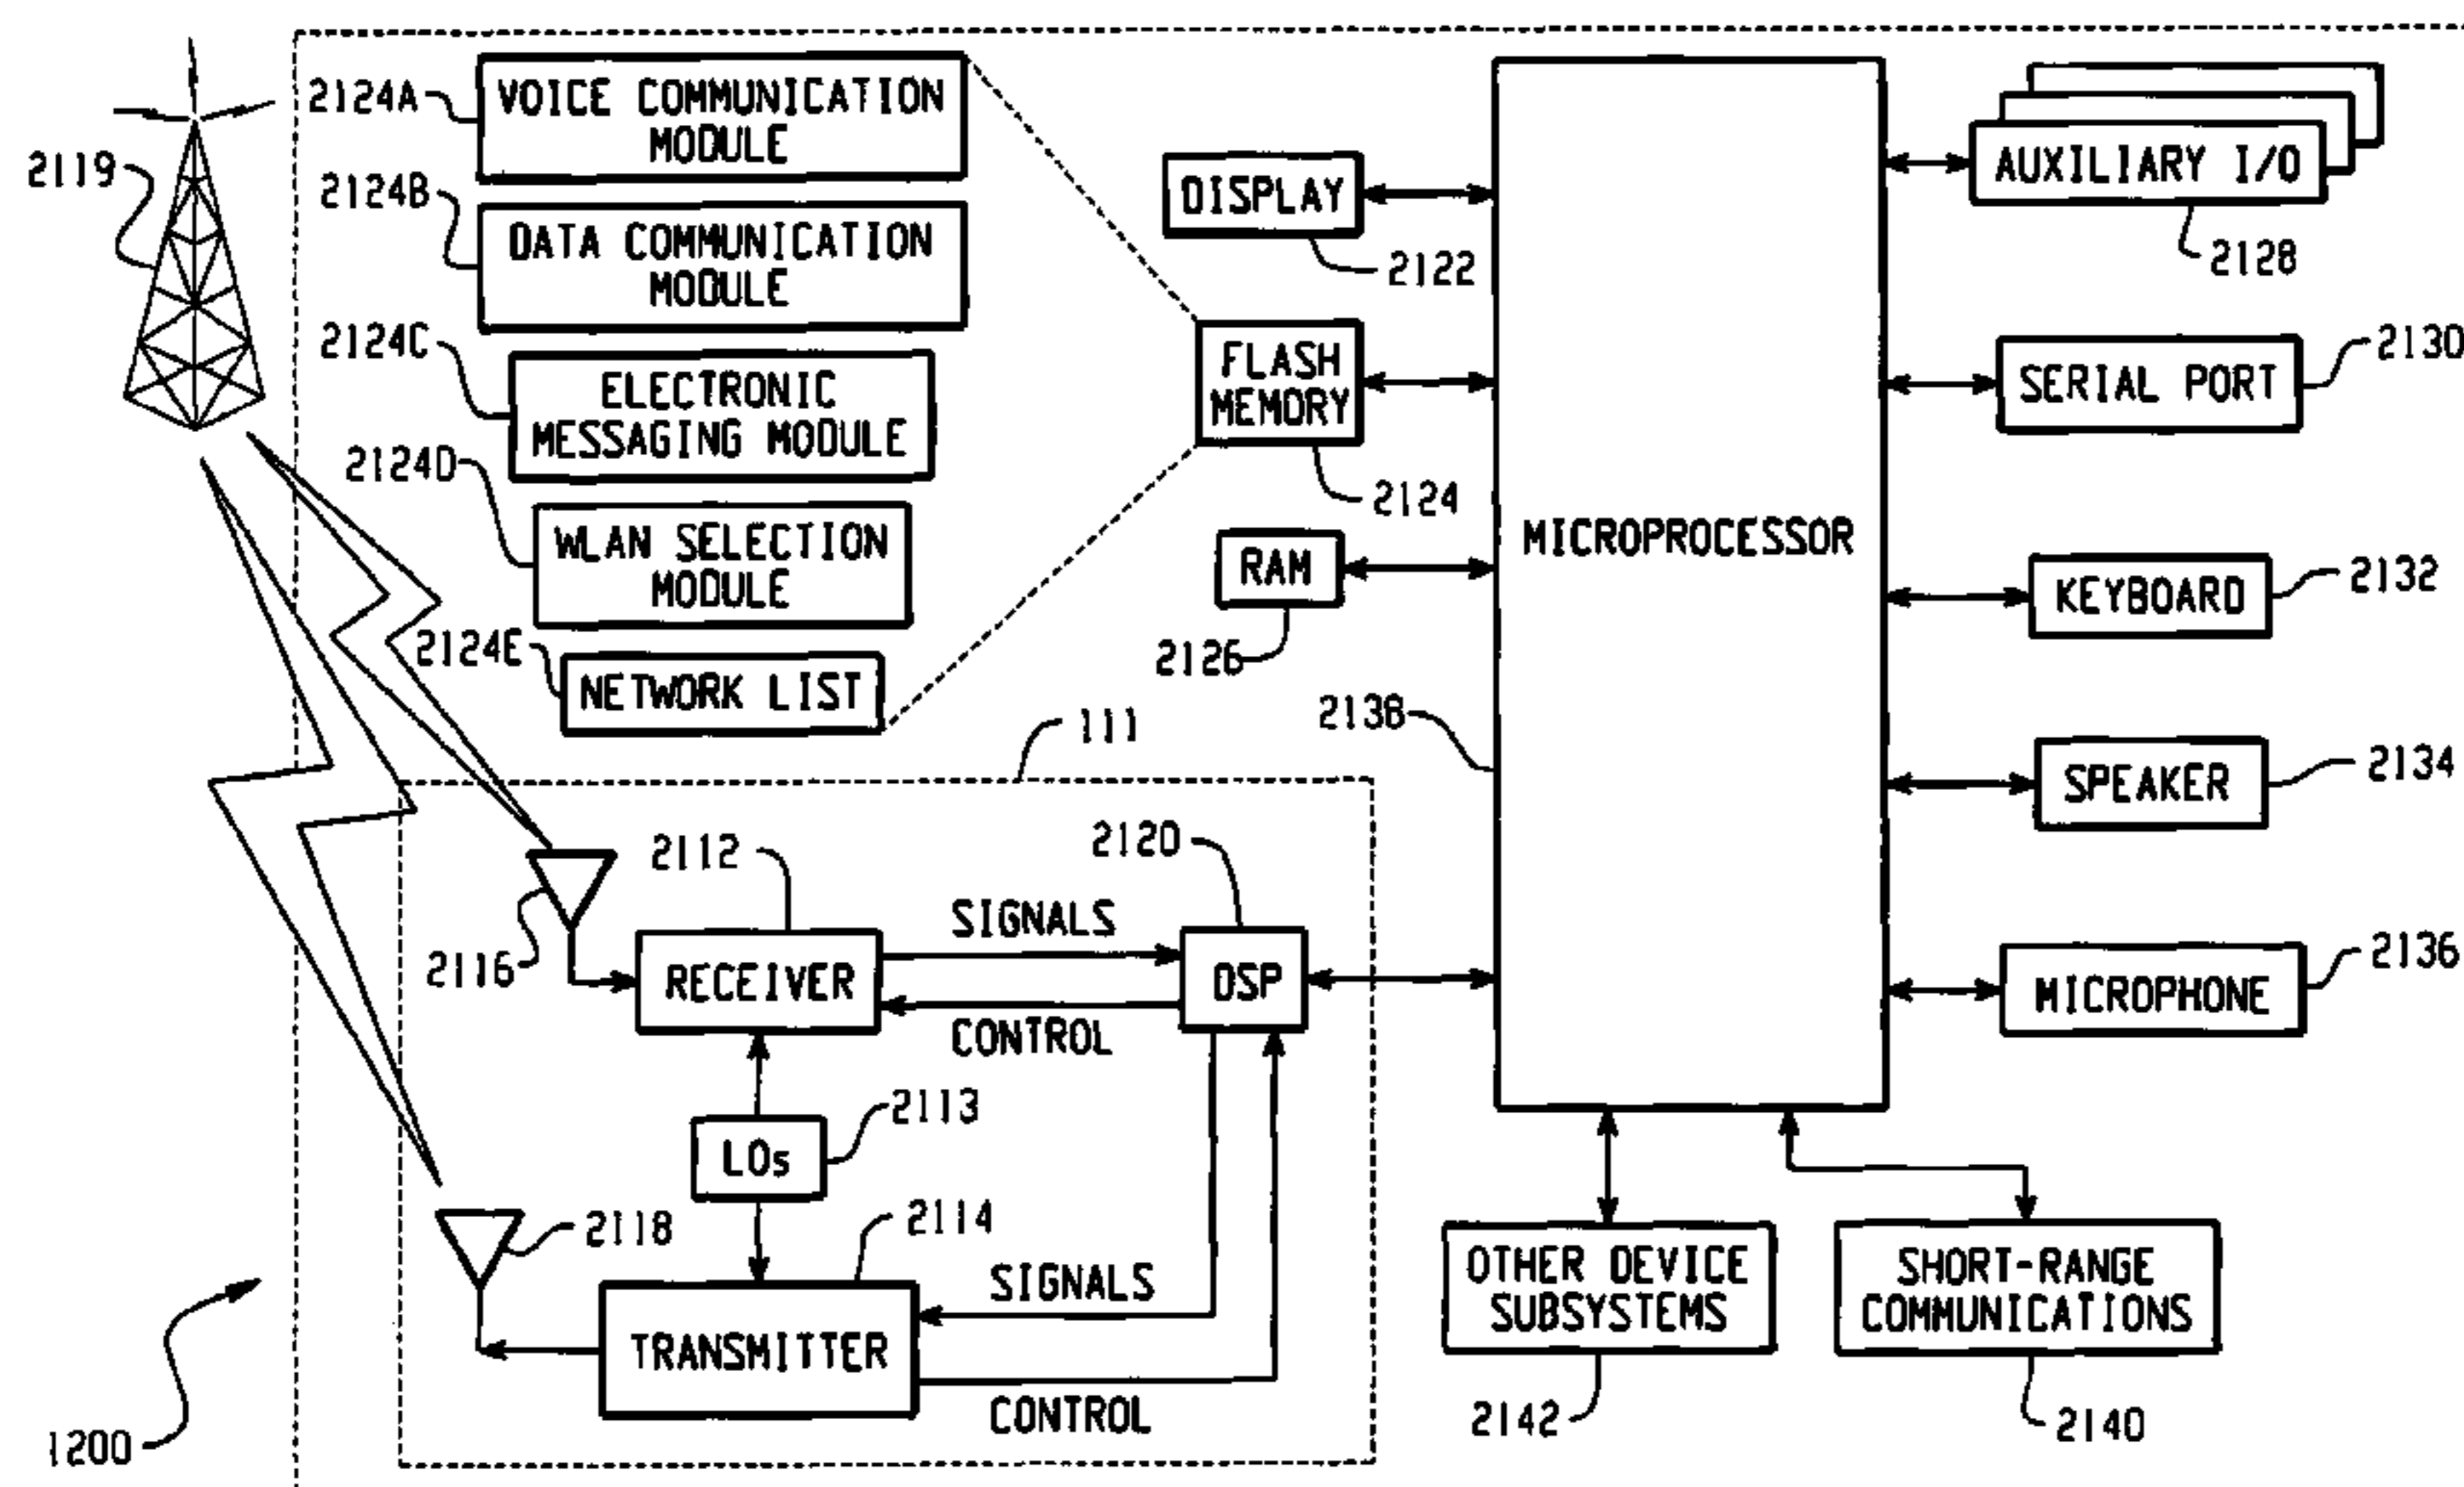 2119
2124A
VOICE COMMUNICATION
MODULE
2124B
DATA COMMUNICATION
MODULE
2124C
ELECTRONIC
MESSAGING MODULE
2124D
WLAN SELECTION
MODULE
2124E
NETWORK LIST
DISPLAY
2122
FLASH
MEMORY
2124
RAM
2126
MICROPROCESSOR
2138
AUXILIARY I/O
2128
SERIAL PORT
2130
KEYBOARD
2132
SPEAKER
2134
MICROPHONE
2136
111
2112
2120
2116
RECEIVER
SIGNALS
CONTROL
DSP
LOs
2113
2118
2114
TRANSMITTER
SIGNALS
CONTROL
OTHER DEVICE
SUBSYSTEMS
2142
SHORT-RANGE
COMMUNICATIONS
2140
1200